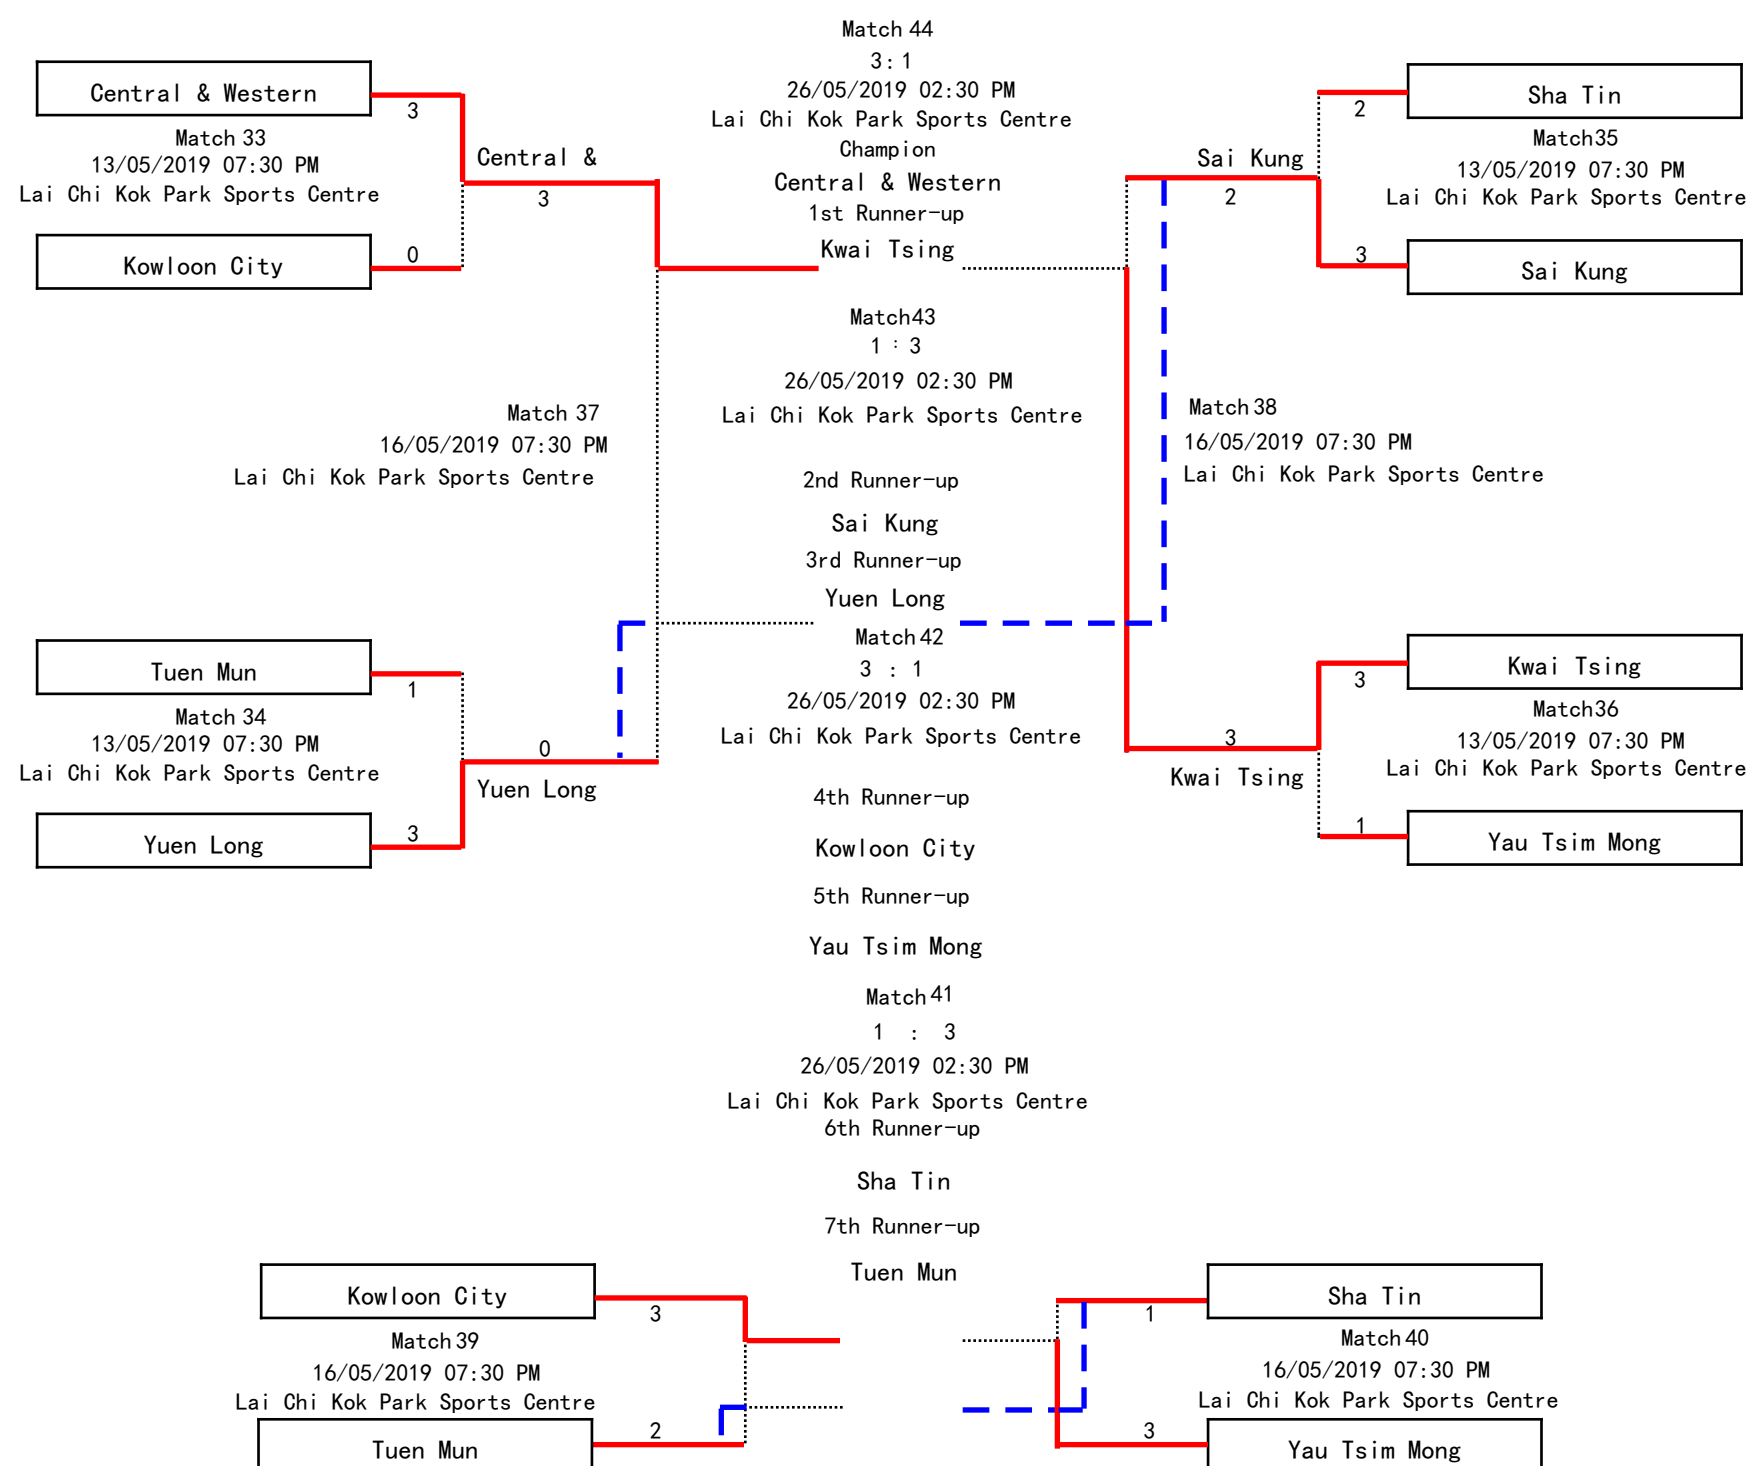 Match 44
3 : 1
26/05/2019 02:30 PM
Lai Chi Kok Park Sports Centre
Champion
Central & Western
1st Runner-up
Kwai Tsing
Central & Western
3
Match 33
13/05/2019 07:30 PM
Lai Chi Kok Park Sports Centre
Kowloon City
0
Central &
3
Sai Kung
2
Sha Tin
2
Match35
13/05/2019 07:30 PM
Lai Chi Kok Park Sports Centre
Sai Kung
3
Match43
1 : 3
26/05/2019 02:30 PM
Lai Chi Kok Park Sports Centre
Match 37
16/05/2019 07:30 PM
Lai Chi Kok Park Sports Centre
Match 38
16/05/2019 07:30 PM
Lai Chi Kok Park Sports Centre
2nd Runner-up
Sai Kung
3rd Runner-up
Yuen Long
Match 42
3 : 1
26/05/2019 02:30 PM
Lai Chi Kok Park Sports Centre
Tuen Mun
1
Match 34
13/05/2019 07:30 PM
Lai Chi Kok Park Sports Centre
Yuen Long
3
0
Yuen Long
3
Kwai Tsing
Kwai Tsing
3
Match36
13/05/2019 07:30 PM
Lai Chi Kok Park Sports Centre
Yau Tsim Mong
1
4th Runner-up
Kowloon City
5th Runner-up
Yau Tsim Mong
Match 41
1 : 3
26/05/2019 02:30 PM
Lai Chi Kok Park Sports Centre
6th Runner-up
Sha Tin
7th Runner-up
Tuen Mun
Kowloon City
3
Match 39
16/05/2019 07:30 PM
Lai Chi Kok Park Sports Centre
Tuen Mun
2
Sha Tin
1
Match 40
16/05/2019 07:30 PM
Lai Chi Kok Park Sports Centre
Yau Tsim Mong
3